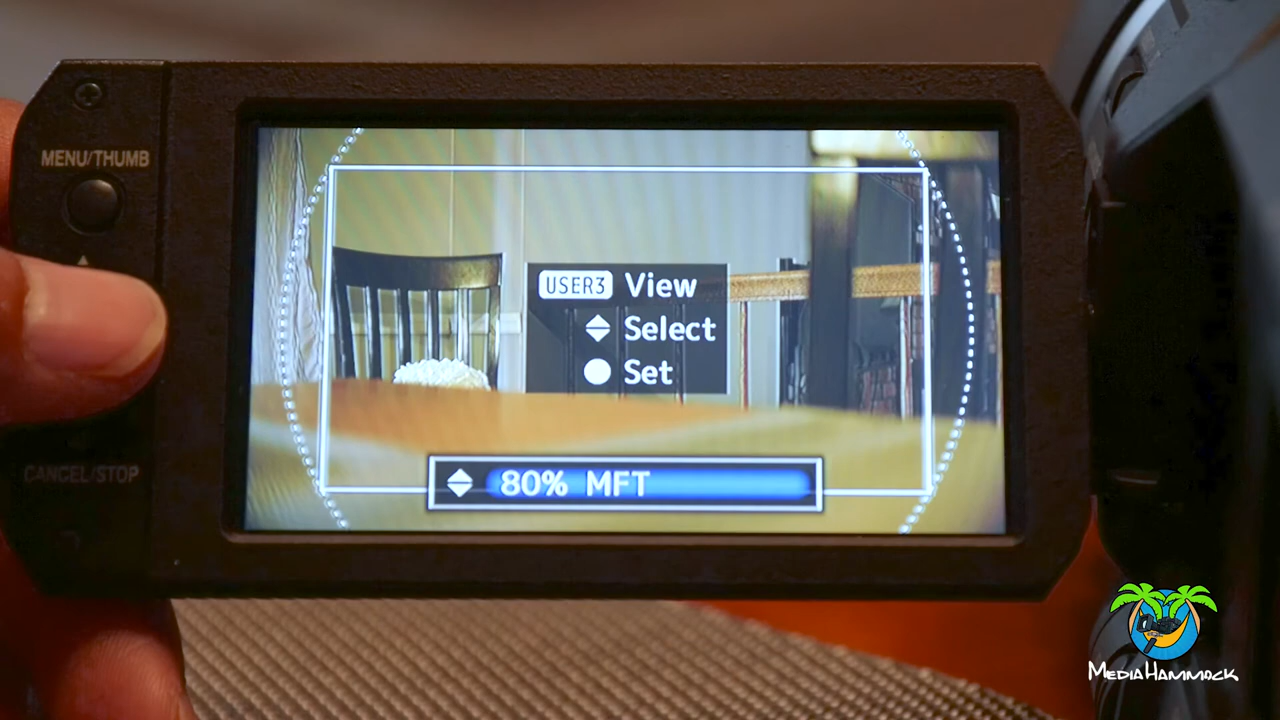 MENU/THUMB
USER3 View
Select
Set
CANCEL/STOP
80% MFT
MEDIAHAMMOCK